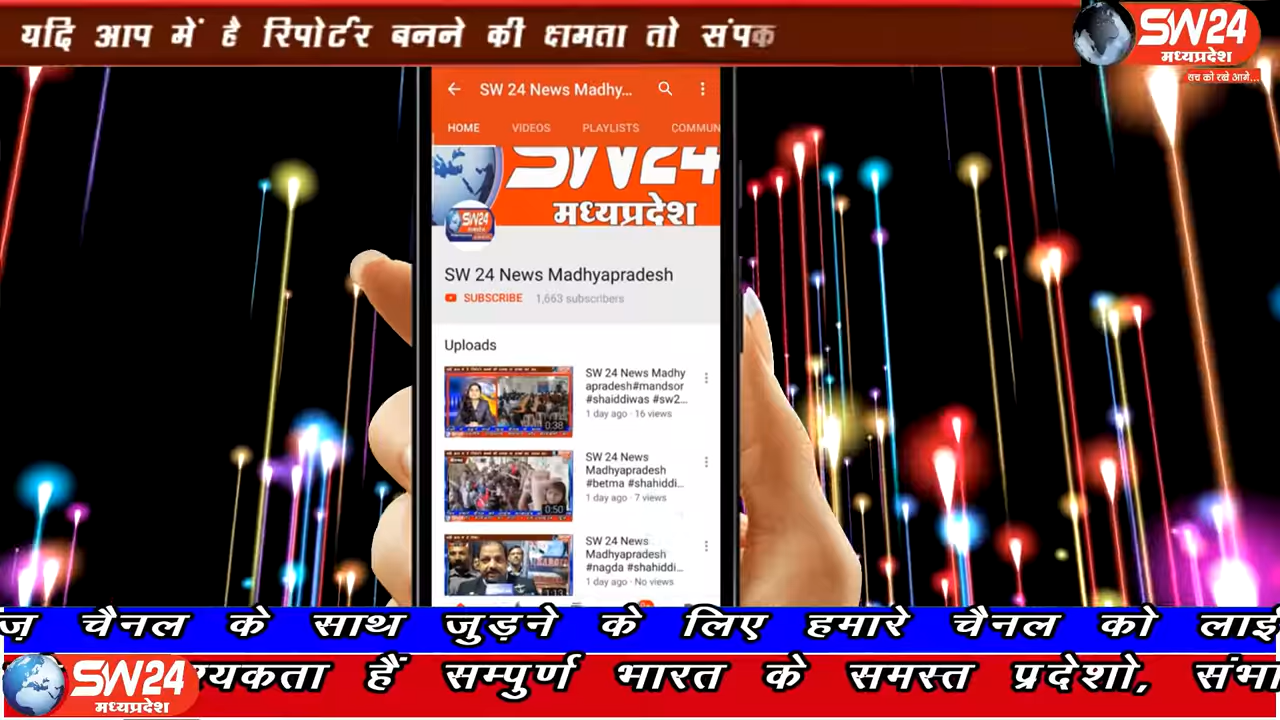 यदि आप में है रिपोर्टर बनने की क्षमता तो संपक
SW24
मध्यप्रदेश
सच को रखे आगे...
SW 24 News Madhy...
HOME VIDEOS PLAYLISTS COMMUN
SW24
मध्यप्रदेश
SW24
SW 24 News Madhyapradesh
SUBSCRIBE 1,663 subscribers
Uploads
SW 24 News Madhy
apradesh#mandsor
#shaiddiwas #sw2...
1 day ago · 16 views
0:38
SW 24 News
Madhyapradesh
#betma #shahiddi...
1 day ago · 7 views
0:50
SW 24 News
Madhyapradesh
#nagda #shahiddi...
1 day ago · No views
1:13
ज़ चैनल के साथ जुड़ने के लिए हमारे चैनल को लाई
यकता हैं सम्पुर्ण भारत के समस्त प्रदेशो, संभा
SW24
मध्यप्रदेश